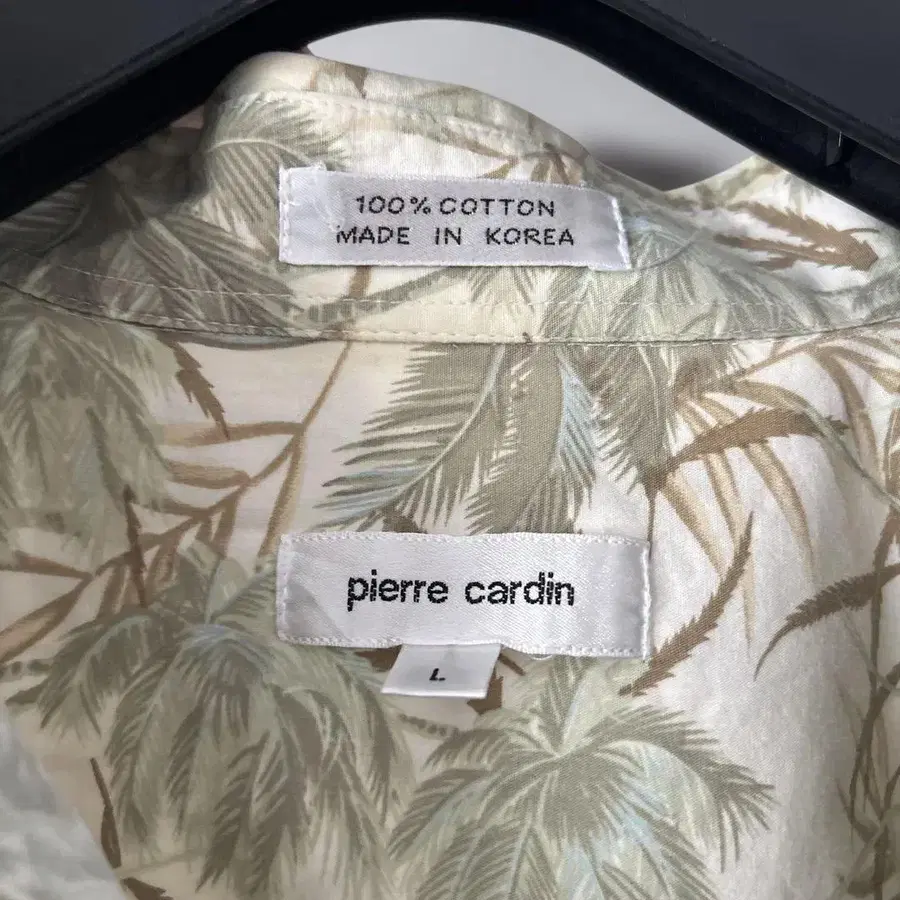 100% COTTON
MADE IN KOREA
pierre cardin
L